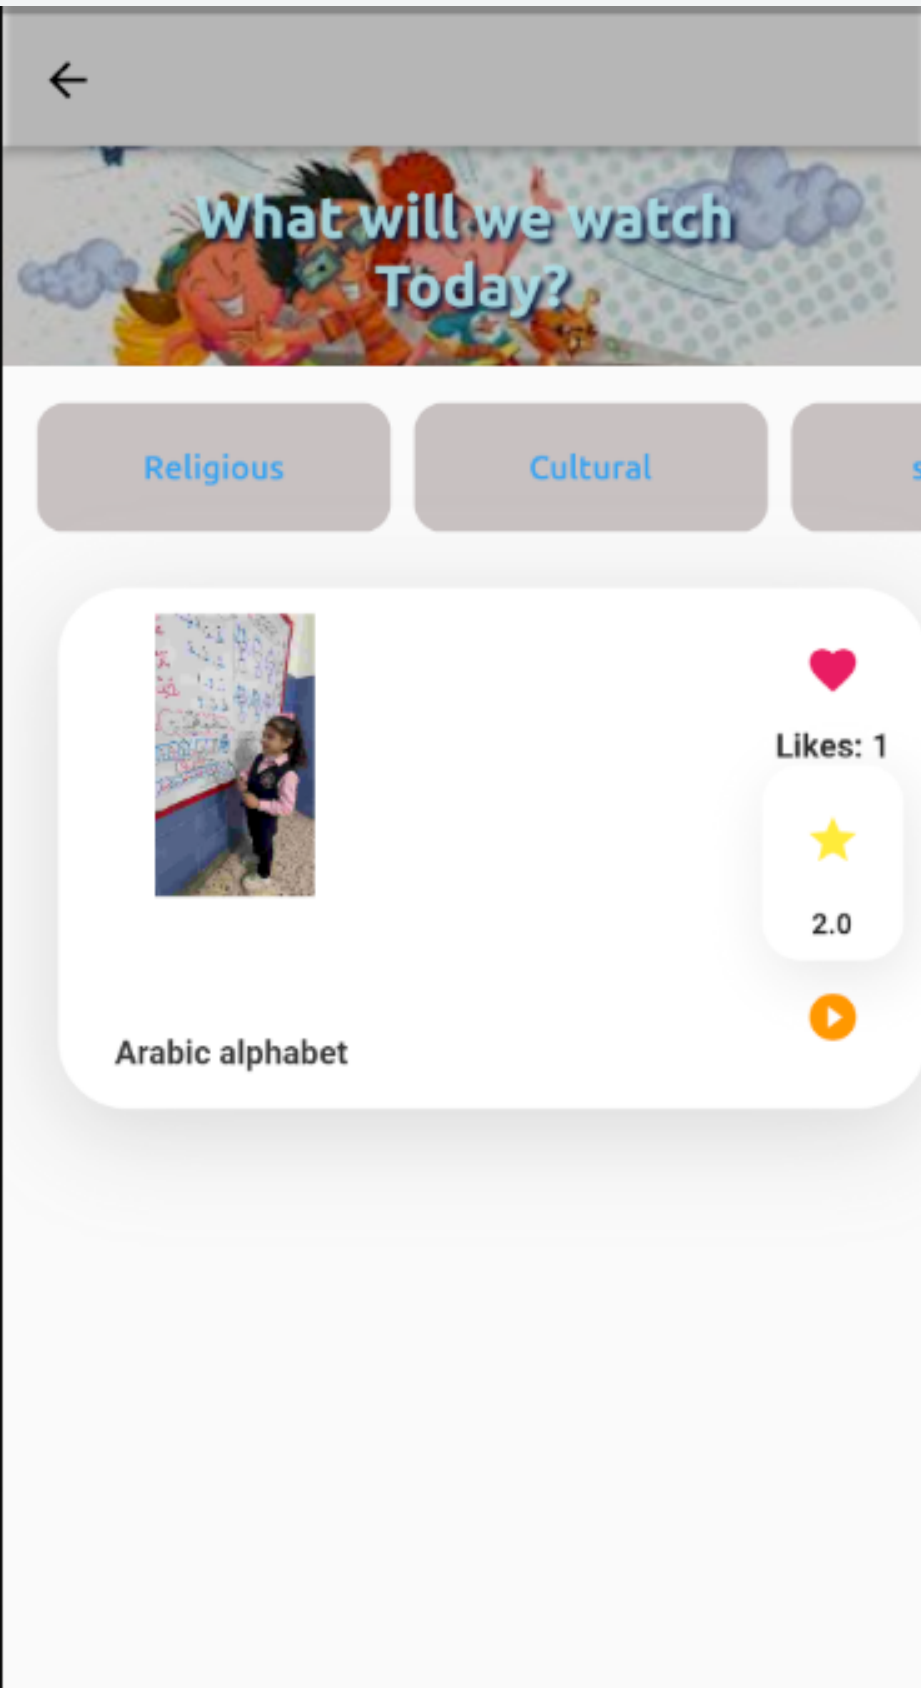 What will we watch
Today?
Religious
Cultural
s
Likes: 1
2.0
Arabic alphabet